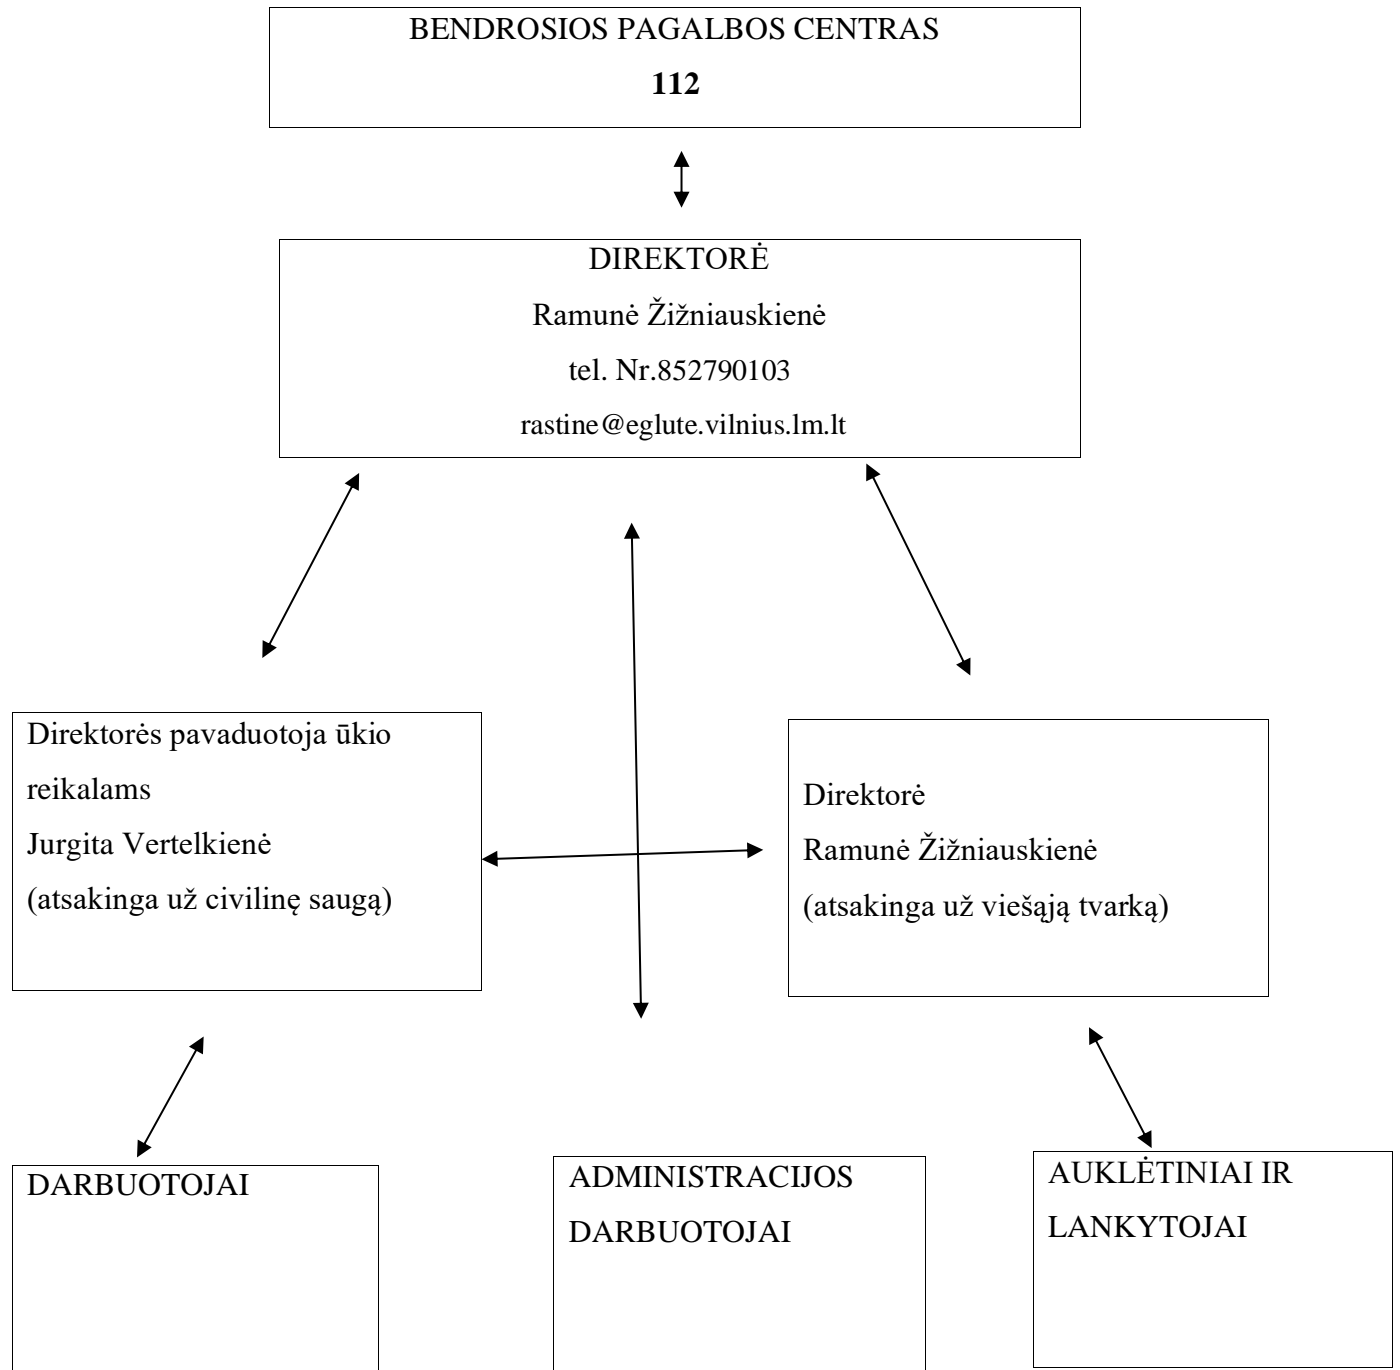 BENDROSIOS PAGALBOS CENTRAS
112
DIREKTORĖ
Ramunė Žižniauskienė
tel. Nr.852790103
rastine@eglute.vilnius.lm.lt
Direktorės pavaduotoja ūkio
reikalams
Jurgita Vertelkienė
(atsakinga už civilinę saugą)
Direktorė
Ramunė Žižniauskienė
(atsakinga už viešąją tvarką)
DARBUOTOJAI
ADMINISTRACIJOS
DARBUOTOJAI
AUKLĖTINIAI IR
LANKYTOJAI